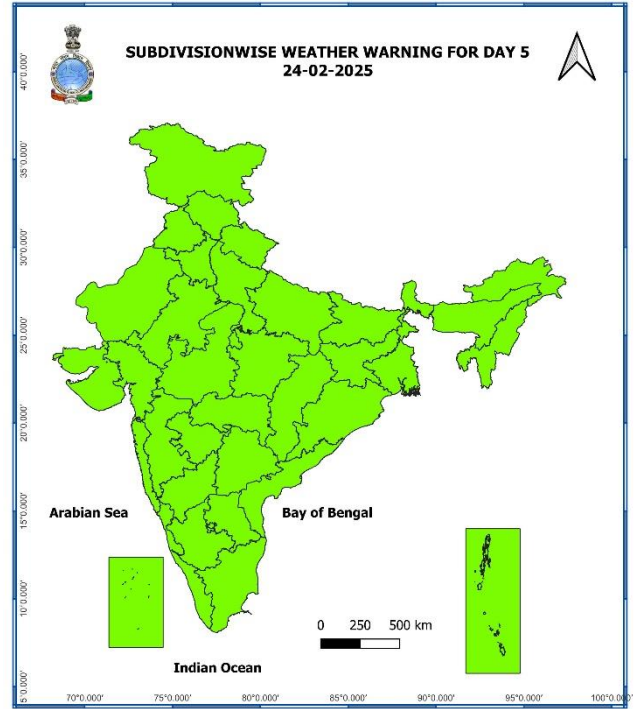 SUBDIVISIONWISE WEATHER WARNING FOR DAY 5
24-02-2025
40°0.000'
35°0.000'
30°0.000'
25°0.000'
20°0.000'
15°0.000'
10°0.000'
5°0.000'
Arabian Sea
Bay of Bengal
0 250 500 km
Indian Ocean
70°0.000' 75°0.000' 80°0.000' 85°0.000' 90°0.000' 95°0.000' 100°0.000'